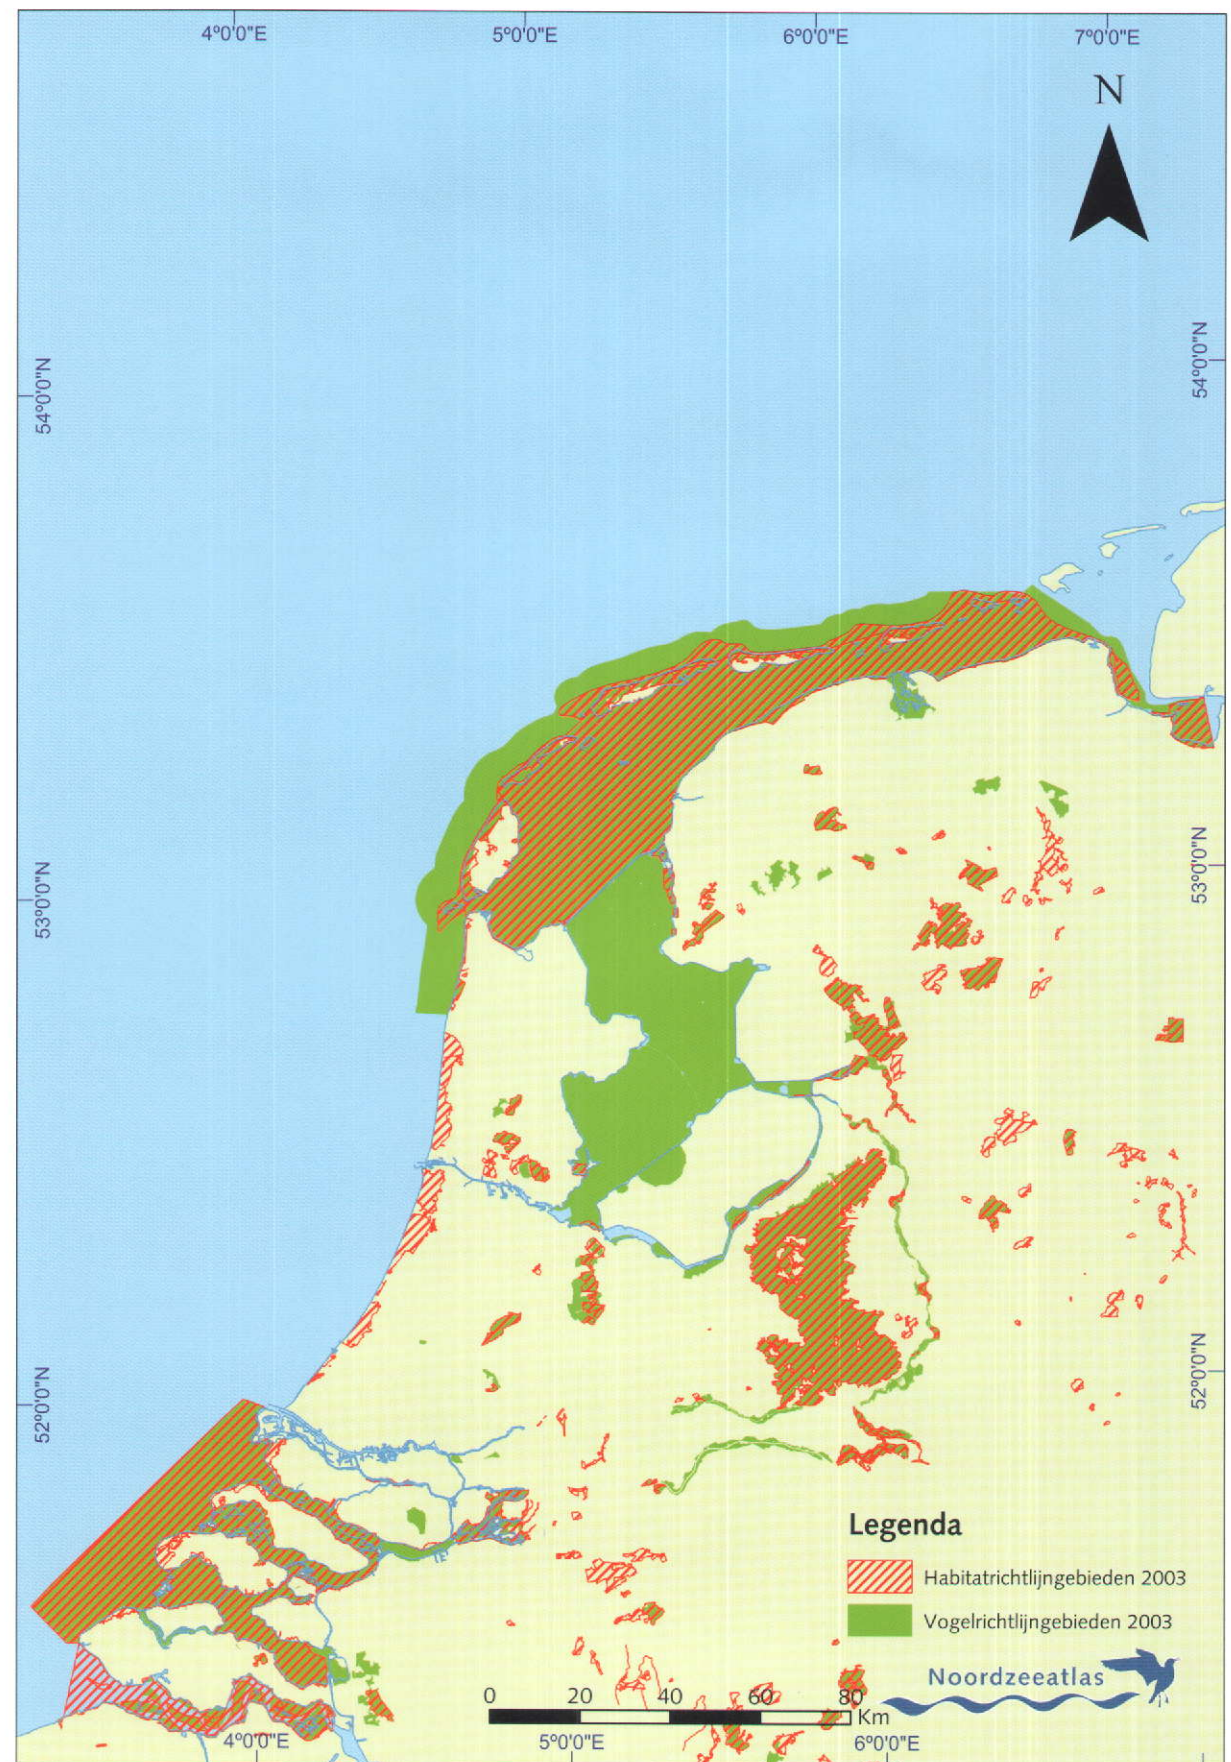 4°0'0"E 5°0'0"E 6°0'0"E 7°0'0"E
N
54°0'0"N 54°0'0"N
53°0'0"N 53°0'0"N
52°0'0"N 52°0'0"N
Legenda
Habitatrichtlijngebieden 2003
Vogelrichtlijngebieden 2003
Noordzeeatlas
0 20 40 60 80
Km
4°0'0"E 5°0'0"E 6°0'0"E